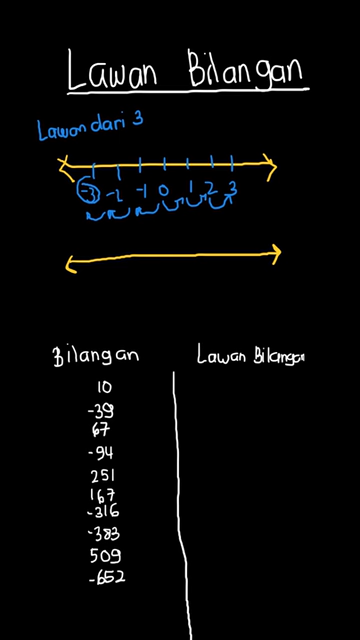 Lawan Bilangan
Lawan dari 3
-3 -2 -1 0 1 2 3
Bilangan Lawan Bilangan
10
-39
67
-94
251
167
-316
-383
509
-652